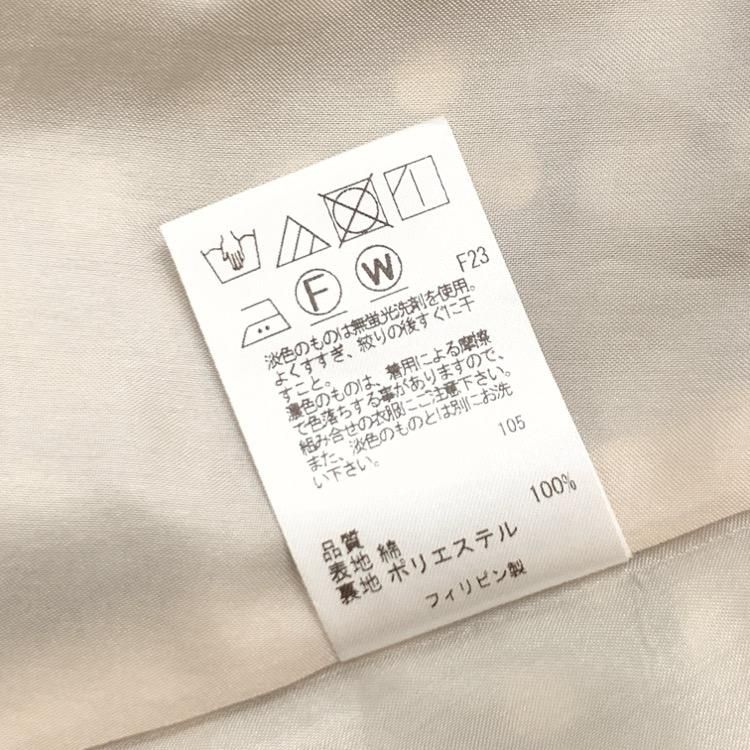 F W F23
淡色のものは無蛍光洗剤を使用。
よくすすぎ、絞りの後すぐに干
すこと。
濃色のものは、着用による摩擦
で色落ちする事がありますので、
組み合せの衣服にご注意下さい。
また、淡色のものとは別にお洗
い下さい。
105
品質
表地 綿 100%
裏地 ポリエステル
フィリピン製